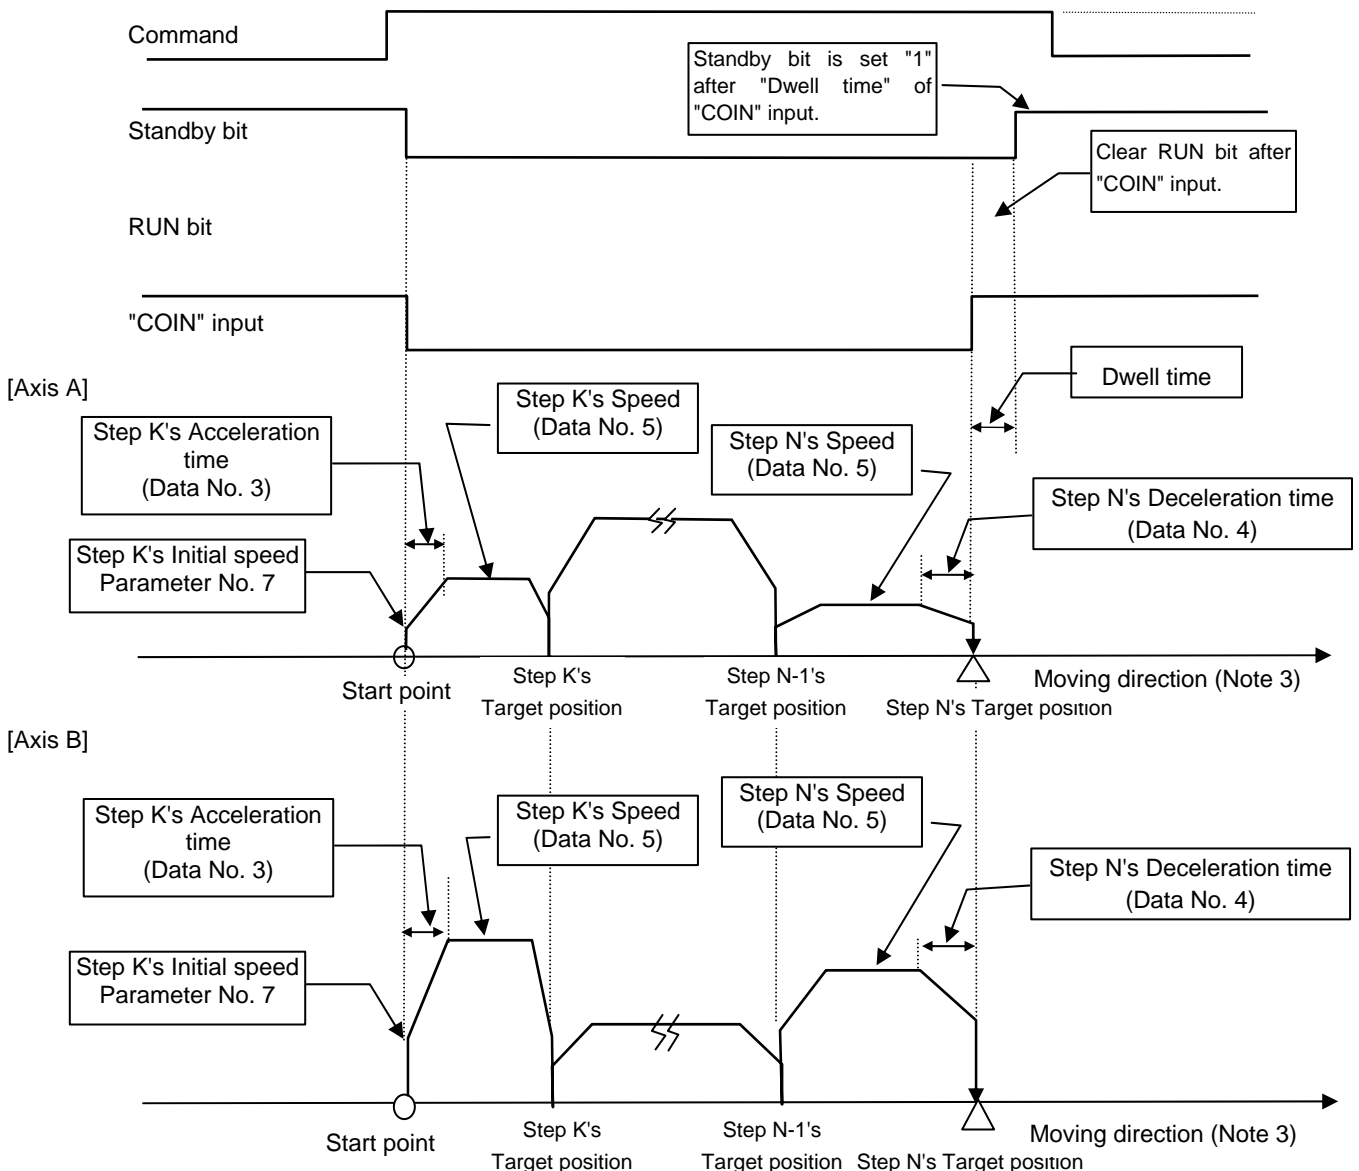 Command
Standby bit is set "1"
after "Dwell time" of
"COIN" input.
Standby bit
Clear RUN bit after
"COIN" input.
RUN bit
"COIN" input
Dwell time
[Axis A]
Step K's Acceleration
time
(Data No. 3)
Step K's Speed
(Data No. 5)
Step N's Speed
(Data No. 5)
Step N's Deceleration time
(Data No. 4)
Step K's Initial speed
Parameter No. 7
Start point
Step K's
Target position
Step N-1's
Target position
Step N's Target position
Moving direction (Note 3)
[Axis B]
Step K's Acceleration
time
(Data No. 3)
Step K's Speed
(Data No. 5)
Step N's Speed
(Data No. 5)
Step N's Deceleration time
(Data No. 4)
Step K's Initial speed
Parameter No. 7
Start point
Step K's
Target position
Step N-1's
Target position
Step N's Target position
Moving direction (Note 3)